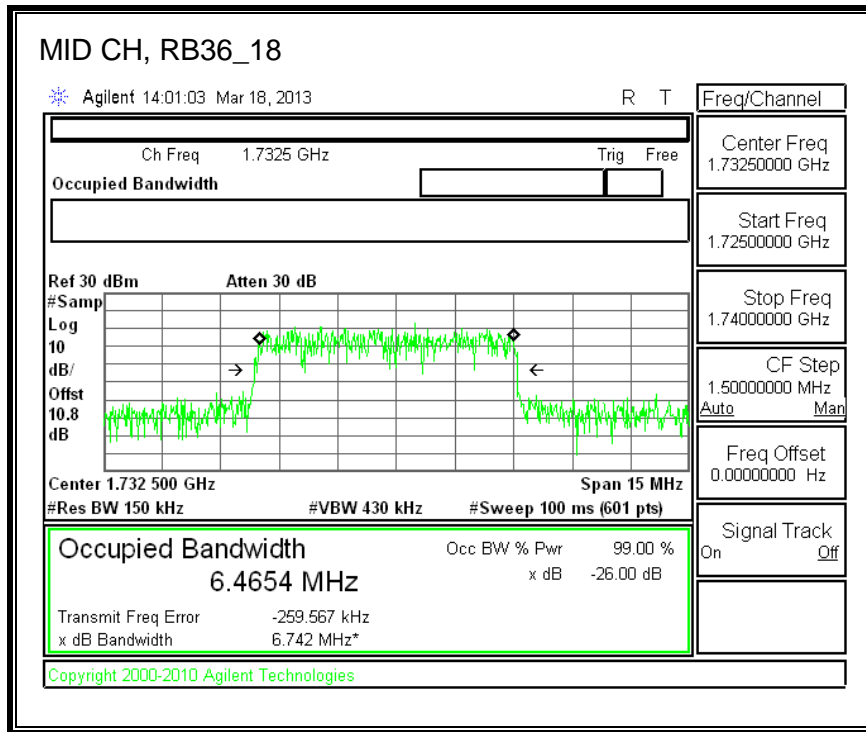 MID CH, RB36_18
Agilent 14:01:03 Mar 18, 2013 R T
Freq/Channel
Ch Freq 1.7325 GHz Trig Free
Occupied Bandwidth
Center Freq
1.73250000 GHz
Start Freq
1.72500000 GHz
Stop Freq
1.74000000 GHz
CF Step
1.50000000 MHz
Auto Man
Freq Offset
0.00000000 Hz
Signal Track
On Off
Ref 30 dBm Atten 30 dB
#Samp
Log
10
dB/
Offst
10.8
dB
Center 1.732 500 GHz Span 15 MHz
#Res BW 150 kHz #VBW 430 kHz #Sweep 100 ms (601 pts)
Occupied Bandwidth Occ BW % Pwr 99.00 %
6.4654 MHz x dB -26.00 dB
Transmit Freq Error -259.567 kHz
x dB Bandwidth 6.742 MHz*
Copyright 2000-2010 Agilent Technologies